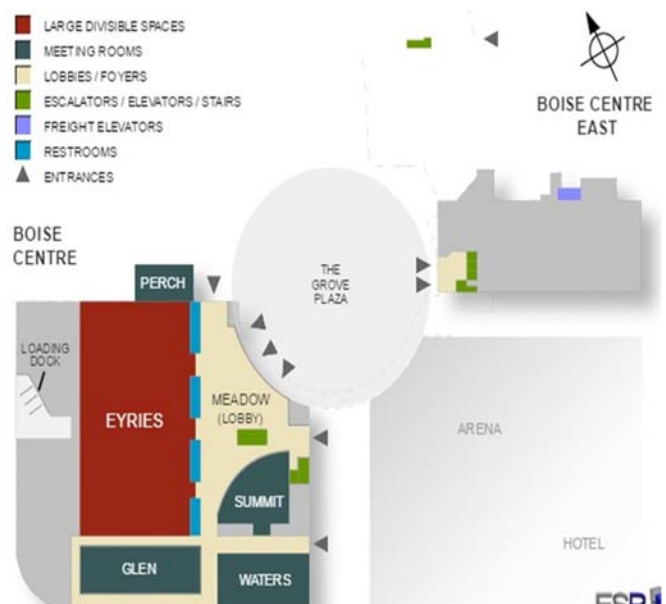 LARGE DIVISIBLE SPACES
MEETING ROOMS
LOBBIES / FOYERS
ESCALATORS / ELEVATORS / STAIRS
FREIGHT ELEVATORS
RESTROOMS
ENTRANCES
BOISE CENTRE
EAST
BOISE
CENTRE
PERCH
THE
GROVE
PLAZA
LOADING
DOCK
EYRIES
MEADOW
(LOBBY)
ARENA
SUMMIT
HOTEL
GLEN
WATERS